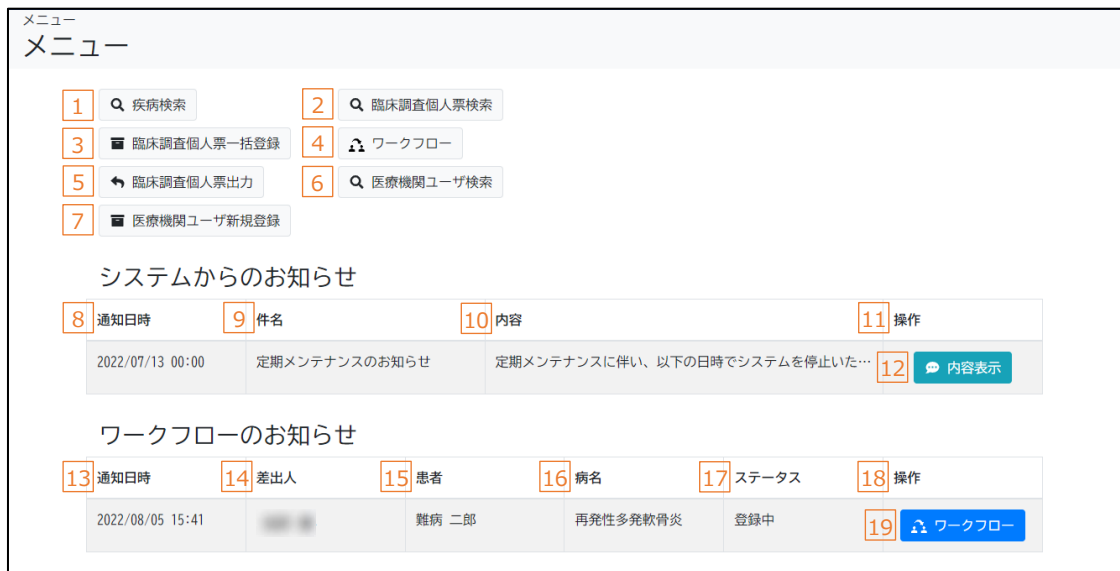 メニュー
メニュー
1 疾病検索 2 臨床調査個人票検索
3 臨床調査個人票一括登録 4 ワークフロー
5 臨床調査個人票出力 6 医療機関ユーザ検索
7 医療機関ユーザ新規登録
システムからのお知らせ
8 通知日時 9 件名 10 内容 11 操作
2022/07/13 00:00 定期メンテナンスのお知らせ 定期メンテナンスに伴い、以下の日時でシステムを停止いた… 12 内容表示
ワークフローのお知らせ
13 通知日時 14 差出人 15 患者 16 病名 17 ステータス 18 操作
2022/08/05 15:41 難病 二郎 再発性多発軟骨炎 登録中 19 ワークフロー